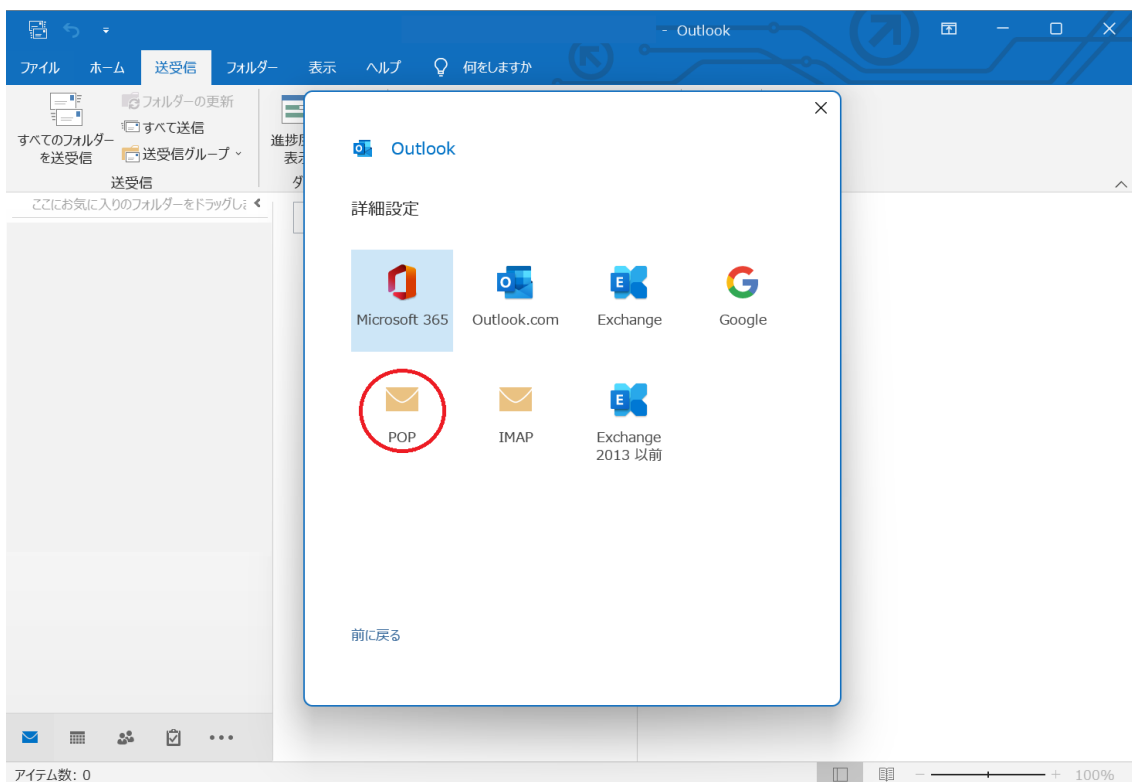 - Outlook
ファイル ホーム 送受信 フォルダー 表示 ヘルプ 何をしますか
すべてのフォルダー
を送受信
フォルダーの更新
すべて送信
送受信グループ
送受信
進捗
表
ダ
ここにお気に入りのフォルダーをドラッグしま
Outlook
詳細設定
Microsoft 365 Outlook.com Exchange Google
POP IMAP Exchange
2013 以前
前に戻る
アイテム数: 0
100%